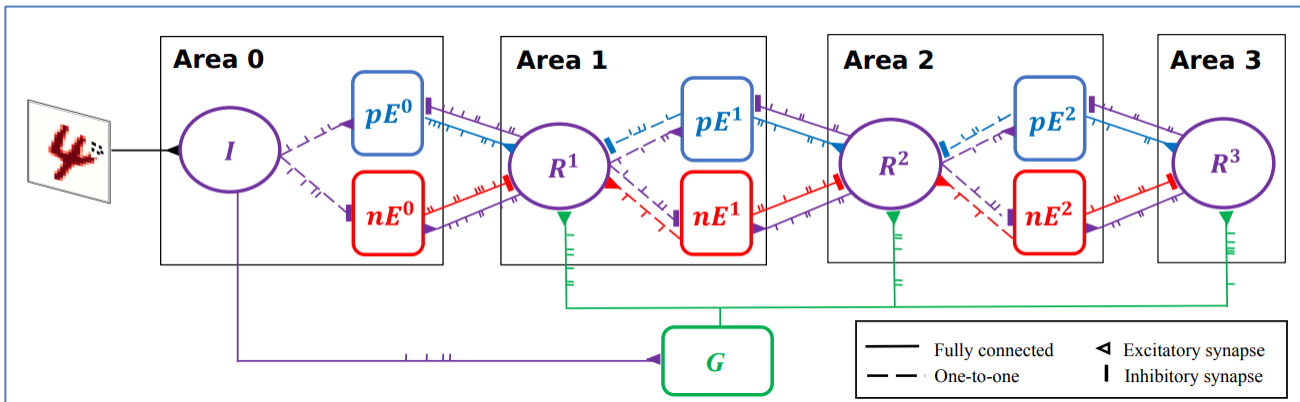 Area 0
Area 1
Area 2
Area 3
I
pE⁰
nE⁰
R¹
pE¹
nE¹
R²
pE²
nE²
R³
G
Fully connected
Excitatory synapse
One-to-one
Inhibitory synapse